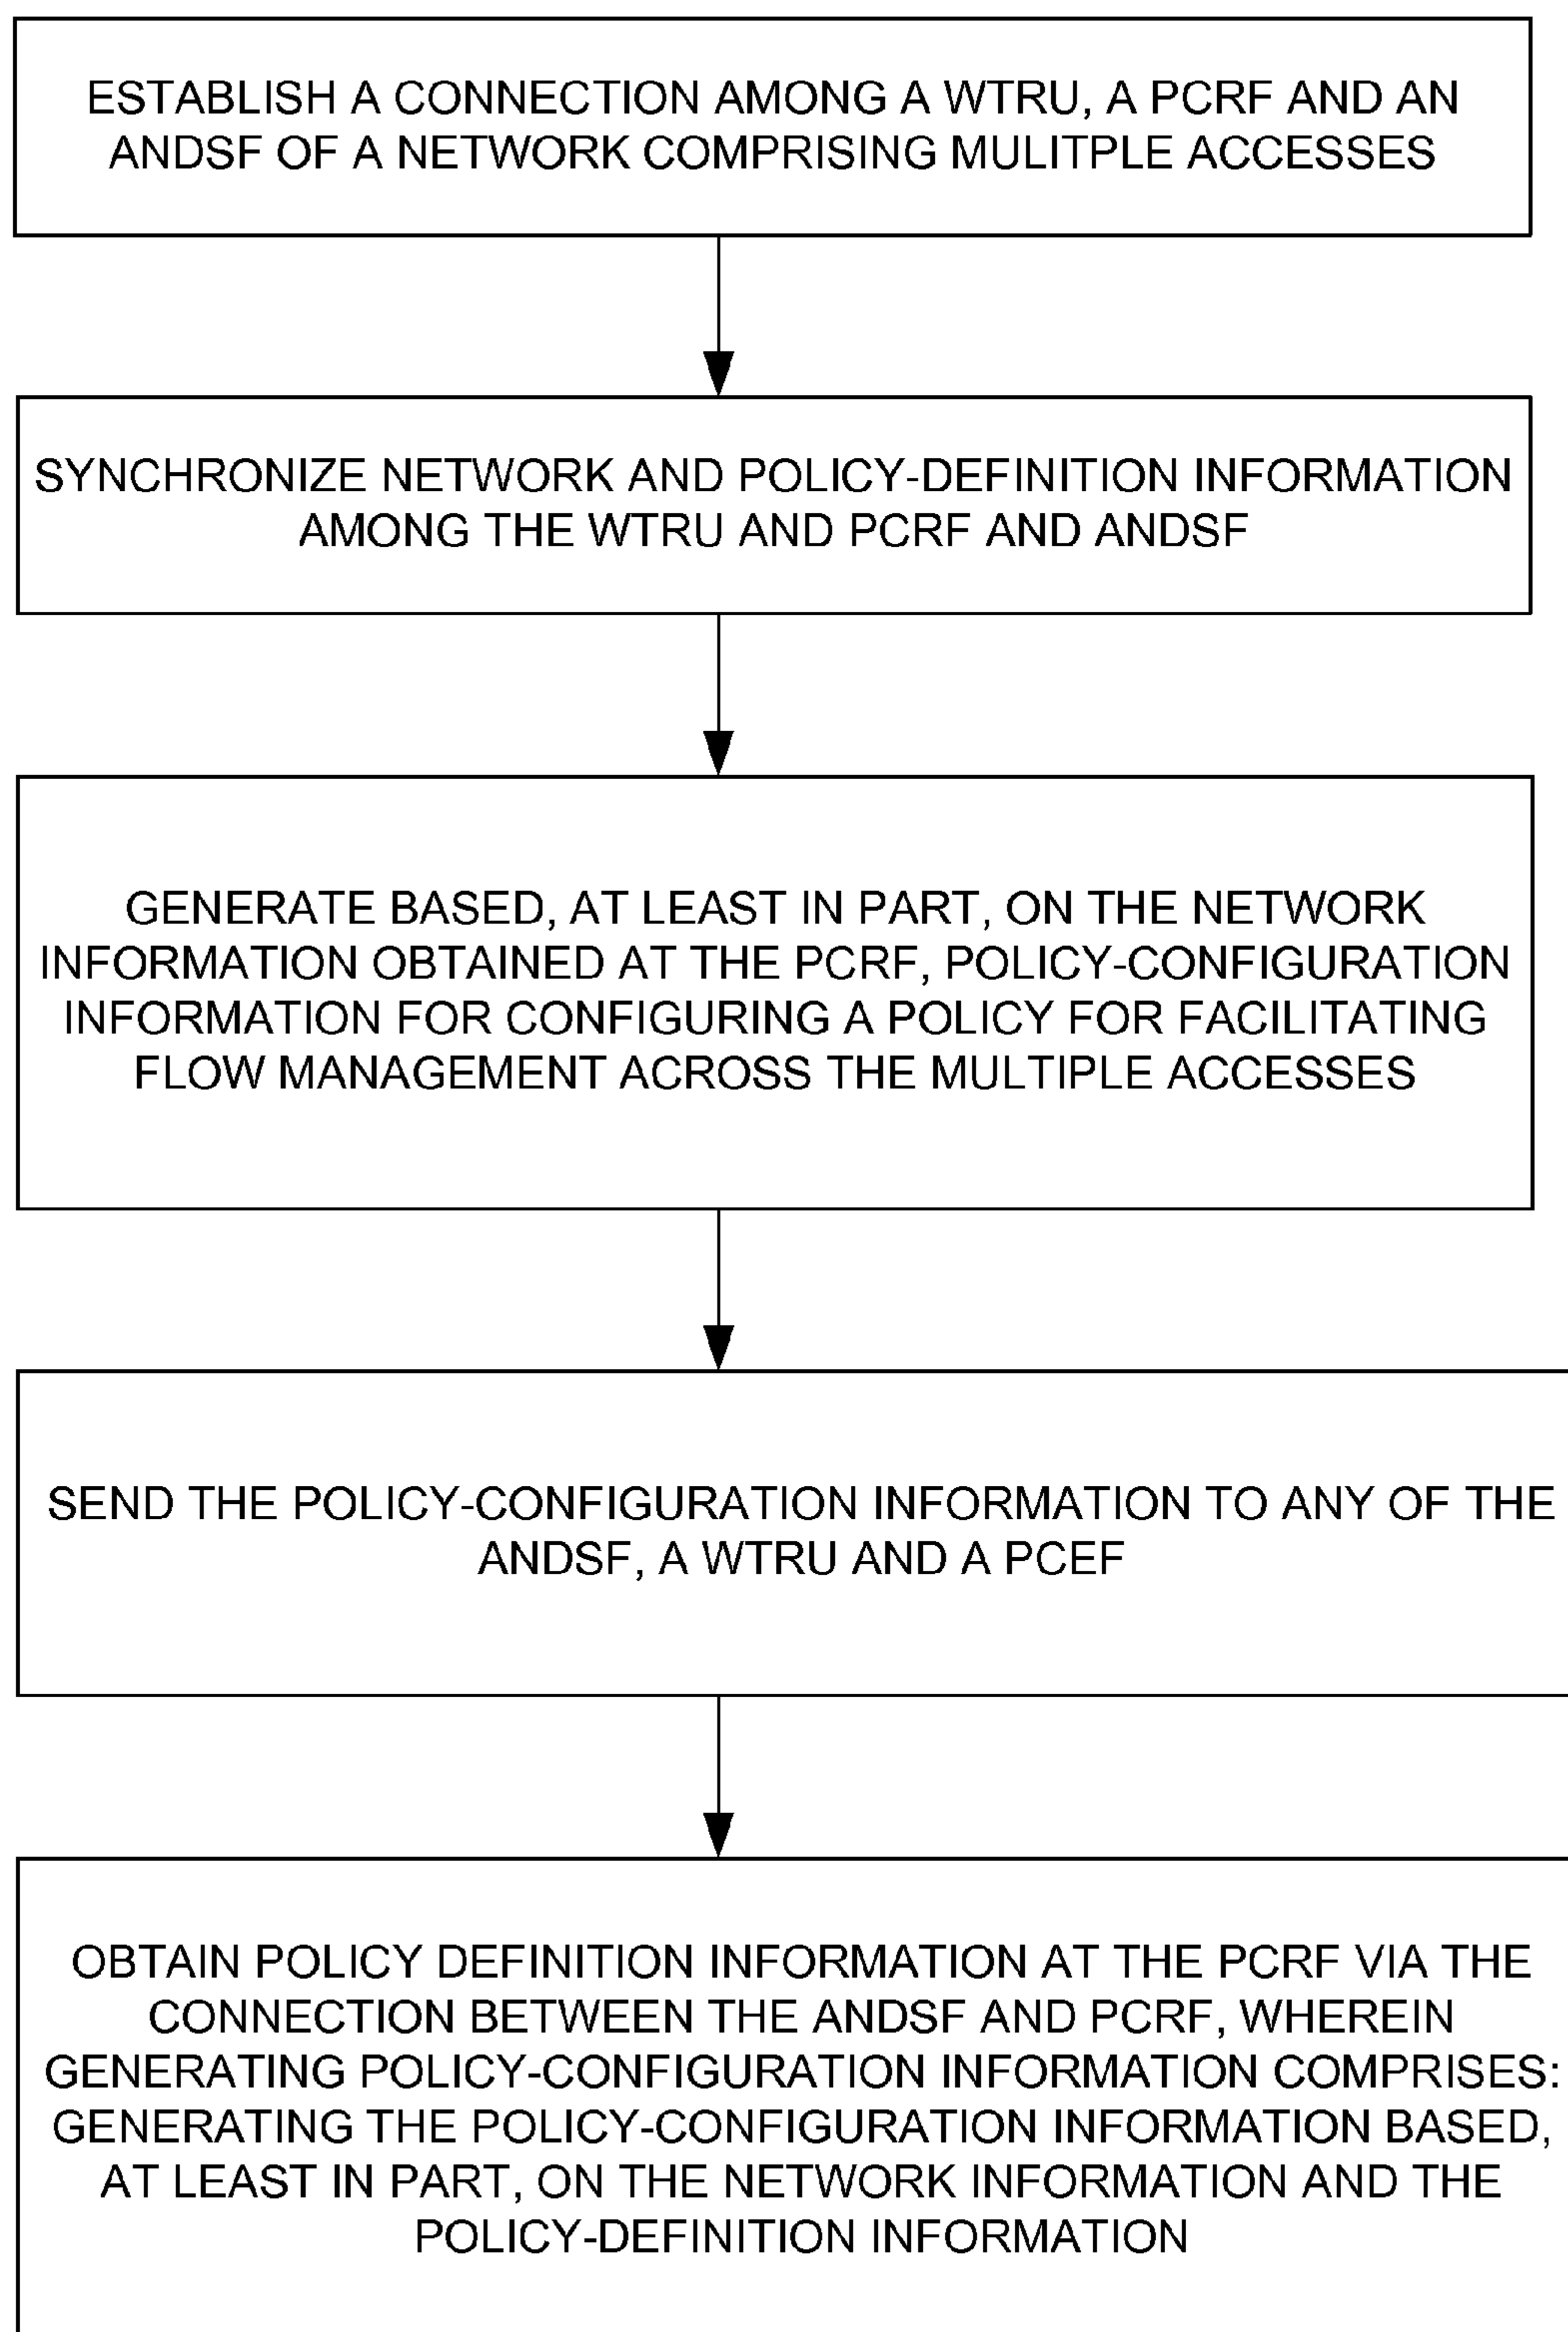 ESTABLISH A CONNECTION AMONG A WTRU, A PCRF AND AN
ANDSF OF A NETWORK COMPRISING MULITPLE ACCESSES
SYNCHRONIZE NETWORK AND POLICY-DEFINITION INFORMATION
AMONG THE WTRU AND PCRF AND ANDSF
GENERATE BASED, AT LEAST IN PART, ON THE NETWORK
INFORMATION OBTAINED AT THE PCRF, POLICY-CONFIGURATION
INFORMATION FOR CONFIGURING A POLICY FOR FACILITATING
FLOW MANAGEMENT ACROSS THE MULTIPLE ACCESSES
SEND THE POLICY-CONFIGURATION INFORMATION TO ANY OF THE
ANDSF, A WTRU AND A PCEF
OBTAIN POLICY DEFINITION INFORMATION AT THE PCRF VIA THE
CONNECTION BETWEEN THE ANDSF AND PCRF, WHEREIN
GENERATING POLICY-CONFIGURATION INFORMATION COMPRISES:
GENERATING THE POLICY-CONFIGURATION INFORMATION BASED,
AT LEAST IN PART, ON THE NETWORK INFORMATION AND THE
POLICY-DEFINITION INFORMATION